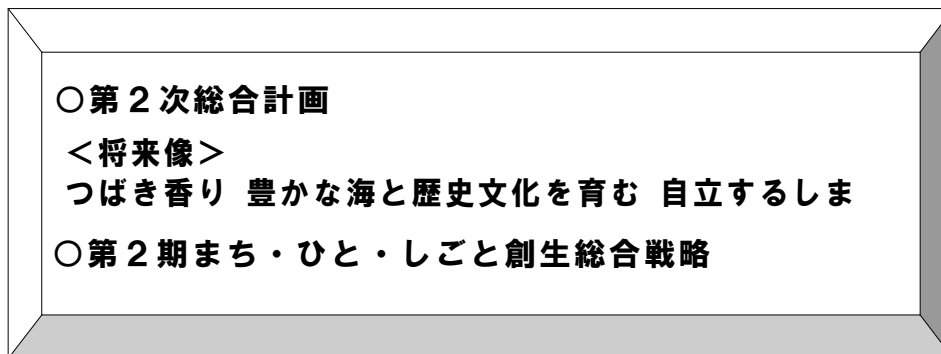 ○第２次総合計画
＜将来像＞
つばき香り 豊かな海と歴史文化を育む 自立するしま
○第２期まち・ひと・しごと創生総合戦略